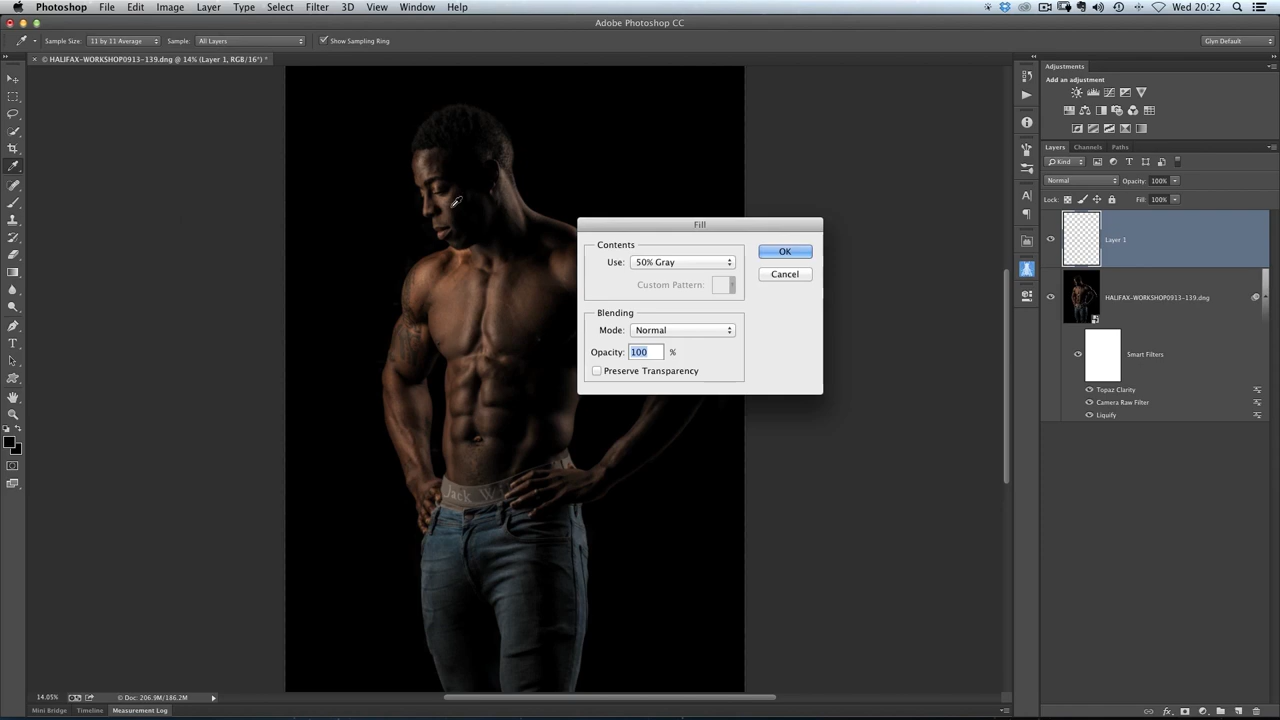 Photoshop File Edit Image Layer Type Select Filter 3D View Window Help Wed 20:22
Adobe Photoshop CC
Sample Size: 11 by 11 Average Sample: All Layers Show Sampling Ring Glyn Default
× © HALIFAX-WORKSHOP0913-139.dng @ 14% (Layer 1, RGB/16*) *
Adjustments
Add an adjustment
Layers Channels Paths
Kind
Normal Opacity: 100%
Lock: Fill: 100%
Layer 1
HALIFAX-WORKSHOP0913-139.dng
Smart Filters
Topaz Clarity
Camera Raw Filter
Liquify
Fill
Contents
Use: 50% Gray
Custom Pattern:
OK
Cancel
Blending
Mode: Normal
Opacity: 100 %
Preserve Transparency
Jack W
14.05% © Doc: 206.9M/186.2M
Mini Bridge Timeline Measurement Log